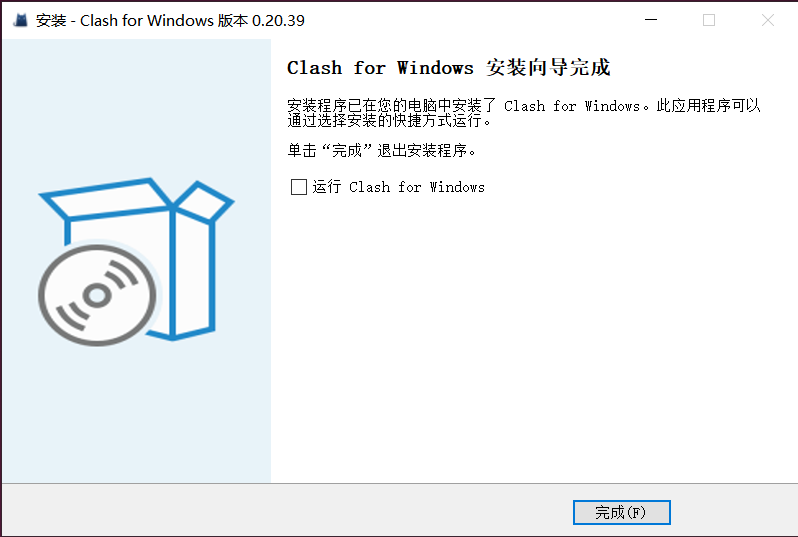 安装 - Clash for Windows 版本 0.20.39
Clash for Windows 安装向导完成
安装程序已在您的电脑中安装了 Clash for Windows。此应用程序可以
通过选择安装的快捷方式运行。
单击“完成”退出安装程序。
运行 Clash for Windows
完成(F)